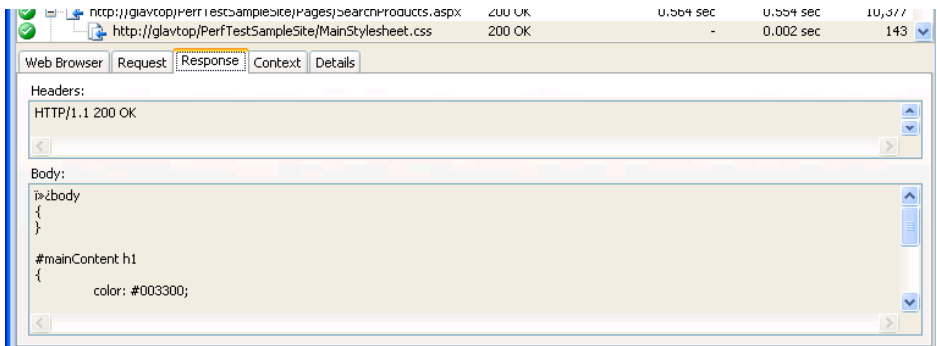 http://glavtop/PerfTestSampleSite/Pages/SearchProducts.aspx 200 OK 0.564 sec 0.554 sec 10,377
http://glavtop/PerfTestSampleSite/MainStylesheet.css 200 OK - 0.002 sec 143
Web Browser Request Response Context Details
Headers:
HTTP/1.1 200 OK
Body:
ï»¿body
{
}
#mainContent h1
{
color: #003300;